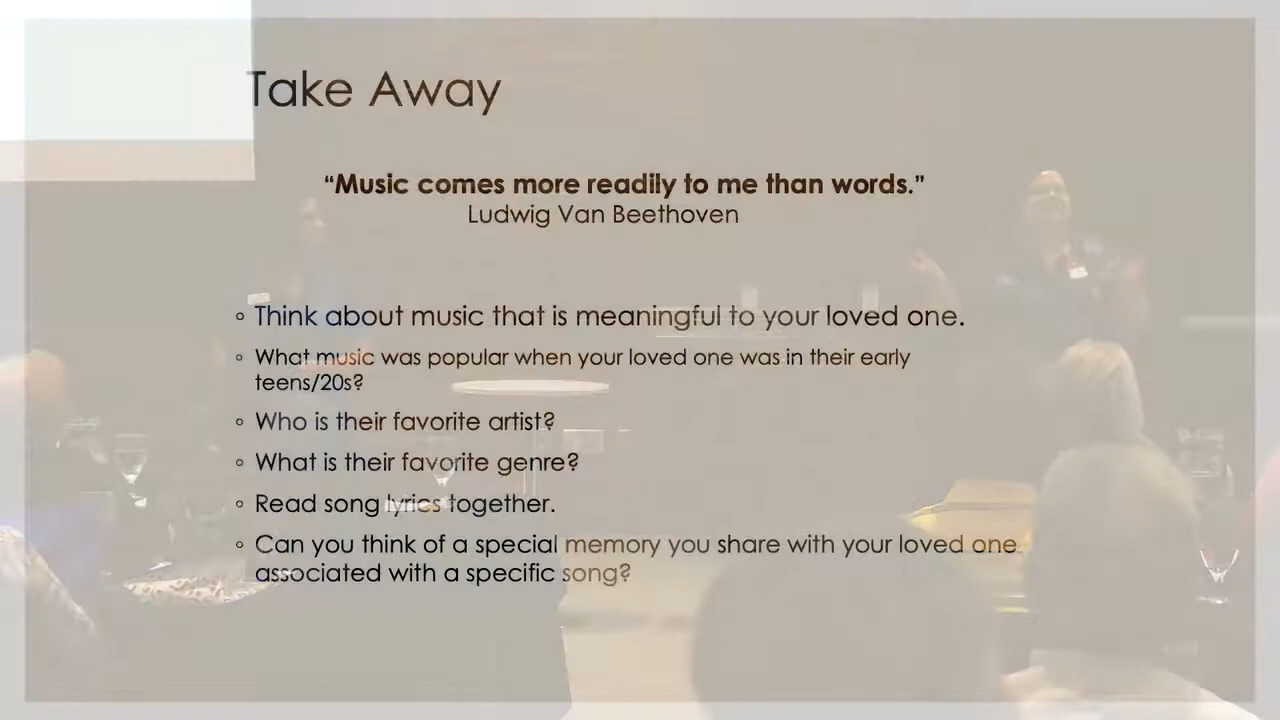 Take Away
“Music comes more readily to me than words.”
Ludwig Van Beethoven
◦ Think about music that is meaningful to your loved one.
◦ What music was popular when your loved one was in their early
teens/20s?
◦ Who is their favorite artist?
◦ What is their favorite genre?
◦ Read song lyrics together.
◦ Can you think of a special memory you share with your loved one
associated with a specific song?